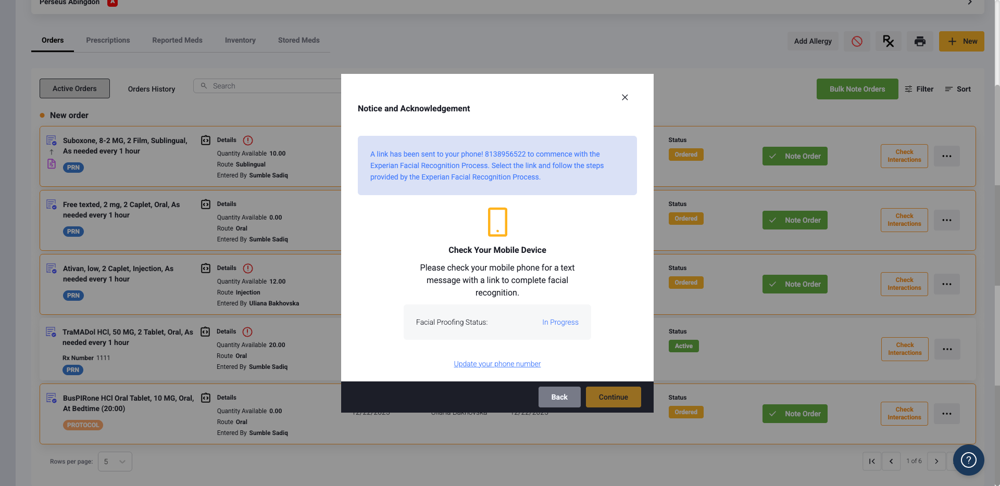 Perseus Abingdon A
Orders Prescriptions Reported Meds Inventory Stored Meds
Add Allergy New
Active Orders Orders History Search
Bulk Note Orders Filter Sort
New order
Suboxone, 8-2 MG, 2 Film, Sublingual,
As needed every 1 hour
PRN
Details
Quantity Available 10.00
Route Sublingual
Entered By Sumble Sadiq
Status
Ordered
Note Order
Check
Interactions
Free texted, 2 mg, 2 Caplet, Oral, As
needed every 1 hour
PRN
Details
Quantity Available 0.00
Route Oral
Entered By Sumble Sadiq
Status
Ordered
Note Order
Check
Interactions
Ativan, low, 2 Caplet, Injection, As
needed every 1 hour
PRN
Details
Quantity Available 12.00
Route Injection
Entered By Uliana Bakhovska
Status
Ordered
Note Order
Check
Interactions
TraMADol HCl, 50 MG, 2 Tablet, Oral, As
needed every 1 hour
Rx Number 1111
PRN
Details
Quantity Available 20.00
Route Oral
Entered By Sumble Sadiq
Status
Active
Check
Interactions
BusPIRone HCl Oral Tablet, 10 MG, Oral,
At Bedtime (20:00)
PROTOCOL
Details
Quantity Available 0.00
Route Oral
Entered By Sumble Sadiq
12/22/2023 Uliana Bakhovska 12/22/2023
Status
Ordered
Note Order
Check
Interactions
Rows per page: 5
1 of 6
Notice and Acknowledgement
A link has been sent to your phone! 8138956522 to commence with the
Experian Facial Recognition Process. Select the link and follow the steps
provided by the Experian Facial Recognition Process.
Check Your Mobile Device
Please check your mobile phone for a text
message with a link to complete facial
recognition.
Facial Proofing Status: In Progress
Update your phone number
Back Continue